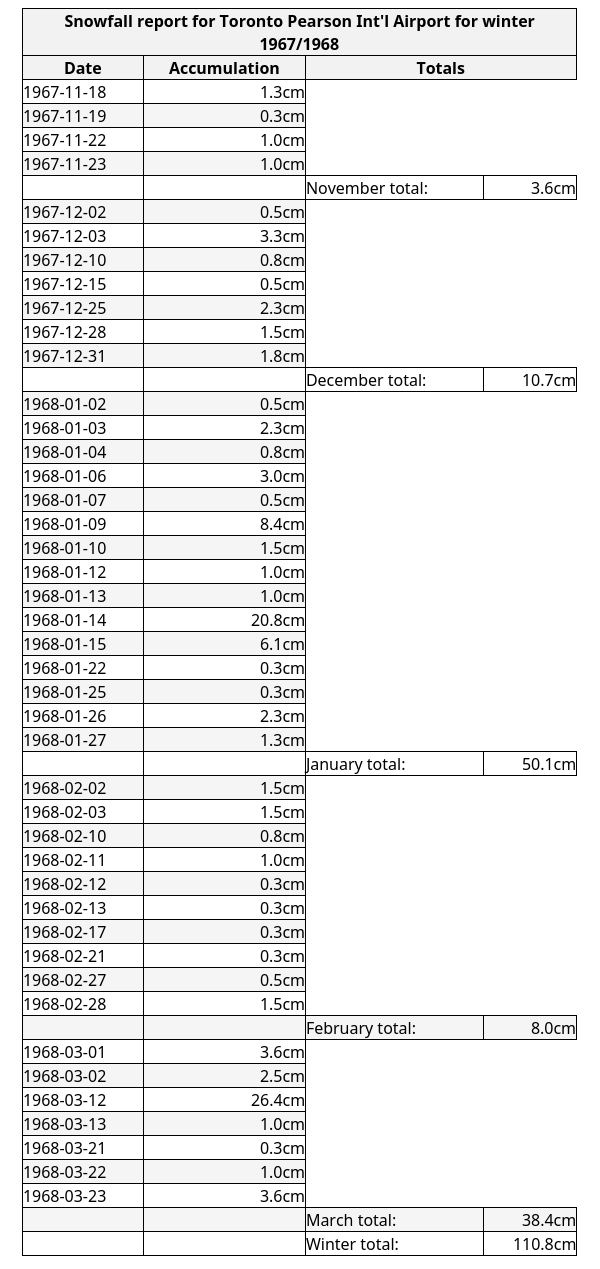 Snowfall report for Toronto Pearson Int'l Airport for winter
1967/1968
Date Accumulation Totals
1967-11-18 1.3cm
1967-11-19 0.3cm
1967-11-22 1.0cm
1967-11-23 1.0cm
November total: 3.6cm
1967-12-02 0.5cm
1967-12-03 3.3cm
1967-12-10 0.8cm
1967-12-15 0.5cm
1967-12-25 2.3cm
1967-12-28 1.5cm
1967-12-31 1.8cm
December total: 10.7cm
1968-01-02 0.5cm
1968-01-03 2.3cm
1968-01-04 0.8cm
1968-01-06 3.0cm
1968-01-07 0.5cm
1968-01-09 8.4cm
1968-01-10 1.5cm
1968-01-12 1.0cm
1968-01-13 1.0cm
1968-01-14 20.8cm
1968-01-15 6.1cm
1968-01-22 0.3cm
1968-01-25 0.3cm
1968-01-26 2.3cm
1968-01-27 1.3cm
January total: 50.1cm
1968-02-02 1.5cm
1968-02-03 1.5cm
1968-02-10 0.8cm
1968-02-11 1.0cm
1968-02-12 0.3cm
1968-02-13 0.3cm
1968-02-17 0.3cm
1968-02-21 0.3cm
1968-02-27 0.5cm
1968-02-28 1.5cm
February total: 8.0cm
1968-03-01 3.6cm
1968-03-02 2.5cm
1968-03-12 26.4cm
1968-03-13 1.0cm
1968-03-21 0.3cm
1968-03-22 1.0cm
1968-03-23 3.6cm
March total: 38.4cm
Winter total: 110.8cm